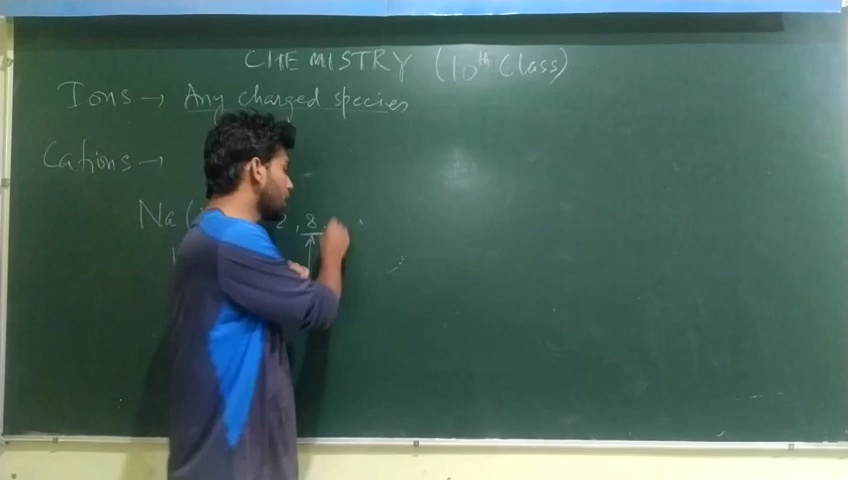 CHEMISTRY (10th Class)
Ions → Any charged species
Cations →
Na ( 2, 8,